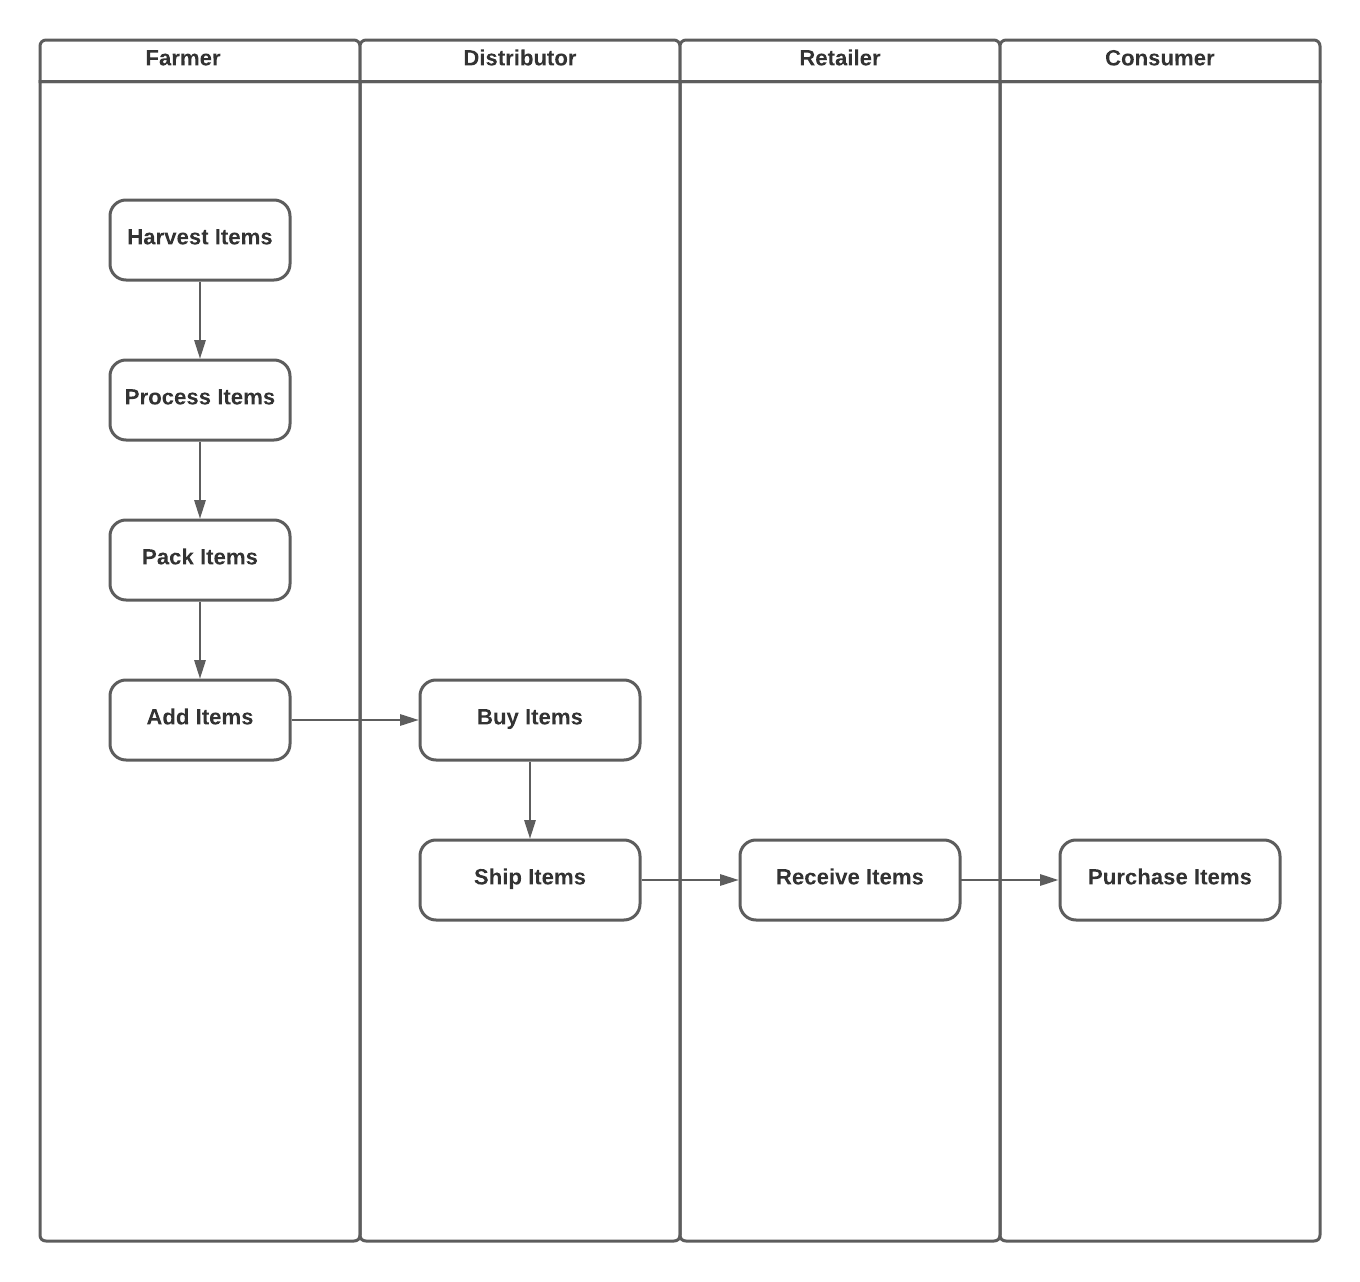 Farmer
Distributor
Retailer
Consumer
Harvest Items
Process Items
Pack Items
Add Items
Buy Items
Ship Items
Receive Items
Purchase Items